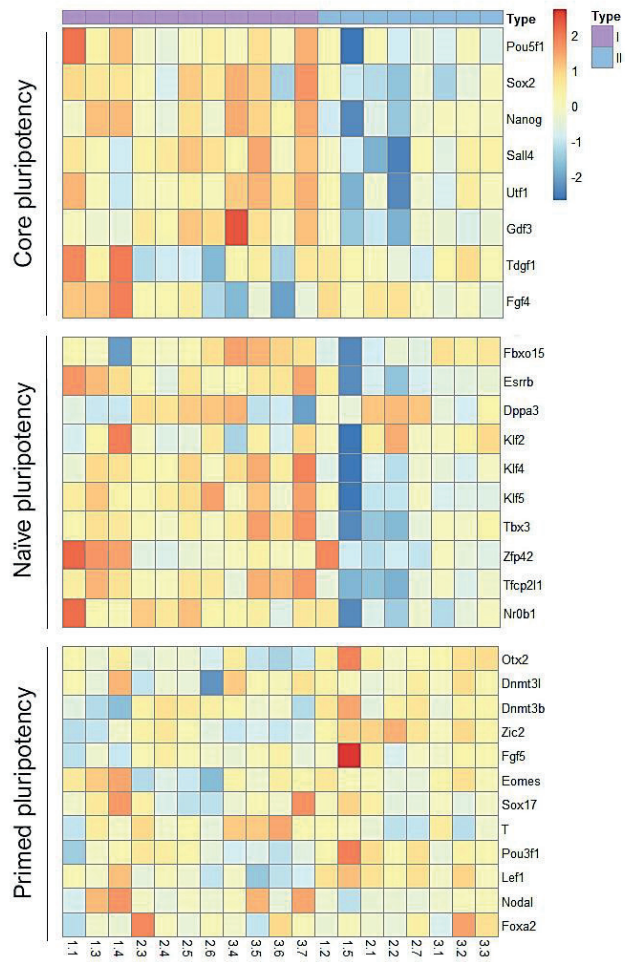 Type
Type
I
II
1
0
-1
-2
2
Core pluripotency
Pou5f1
Sox2
Nanog
Sall4
Utf1
Gdf3
Tdgf1
Fgf4
Naïve pluripotency
Fbxo15
Esrrb
Dppa3
Klf2
Klf4
Klf5
Tbx3
Zfp42
Tfcp2l1
Nr0b1
Primed pluripotency
Otx2
Dnmt3l
Dnmt3b
Zic2
Fgf5
Eomes
Sox17
T
Pou3f1
Lef1
Nodal
Foxa2
1.1 1.3 1.4 2.3 2.4 2.5 2.6 3.4 3.5 3.6 3.7 1.2 1.5 2.1 2.2 2.7 3.1 3.2 3.3